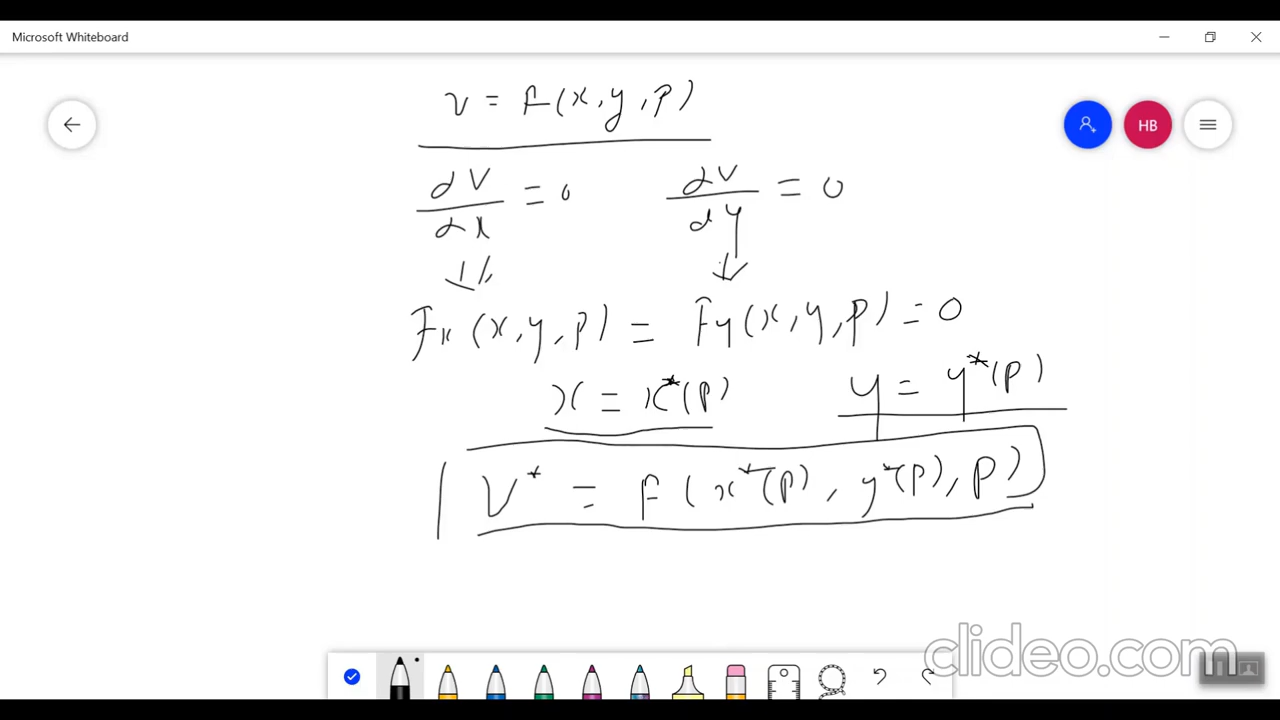 Microsoft Whiteboard
HB
v = F(x, y, p)
dV/dx = 0 dV/dy = 0
Fx (x, y, p) = Fy (x, y, p) = 0
x = x*(p) y = y*(p)
V* = F ( x*(p), y*(p), p)
clideo.com